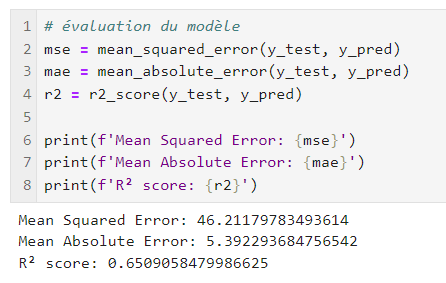 1 # évaluation du modèle
2 mse = mean_squared_error(y_test, y_pred)
3 mae = mean_absolute_error(y_test, y_pred)
4 r2 = r2_score(y_test, y_pred)
5
6 print(f'Mean Squared Error: {mse}')
7 print(f'Mean Absolute Error: {mae}')
8 print(f'R² score: {r2}')
Mean Squared Error: 46.21179783493614
Mean Absolute Error: 5.392293684756542
R² score: 0.6509058479986625